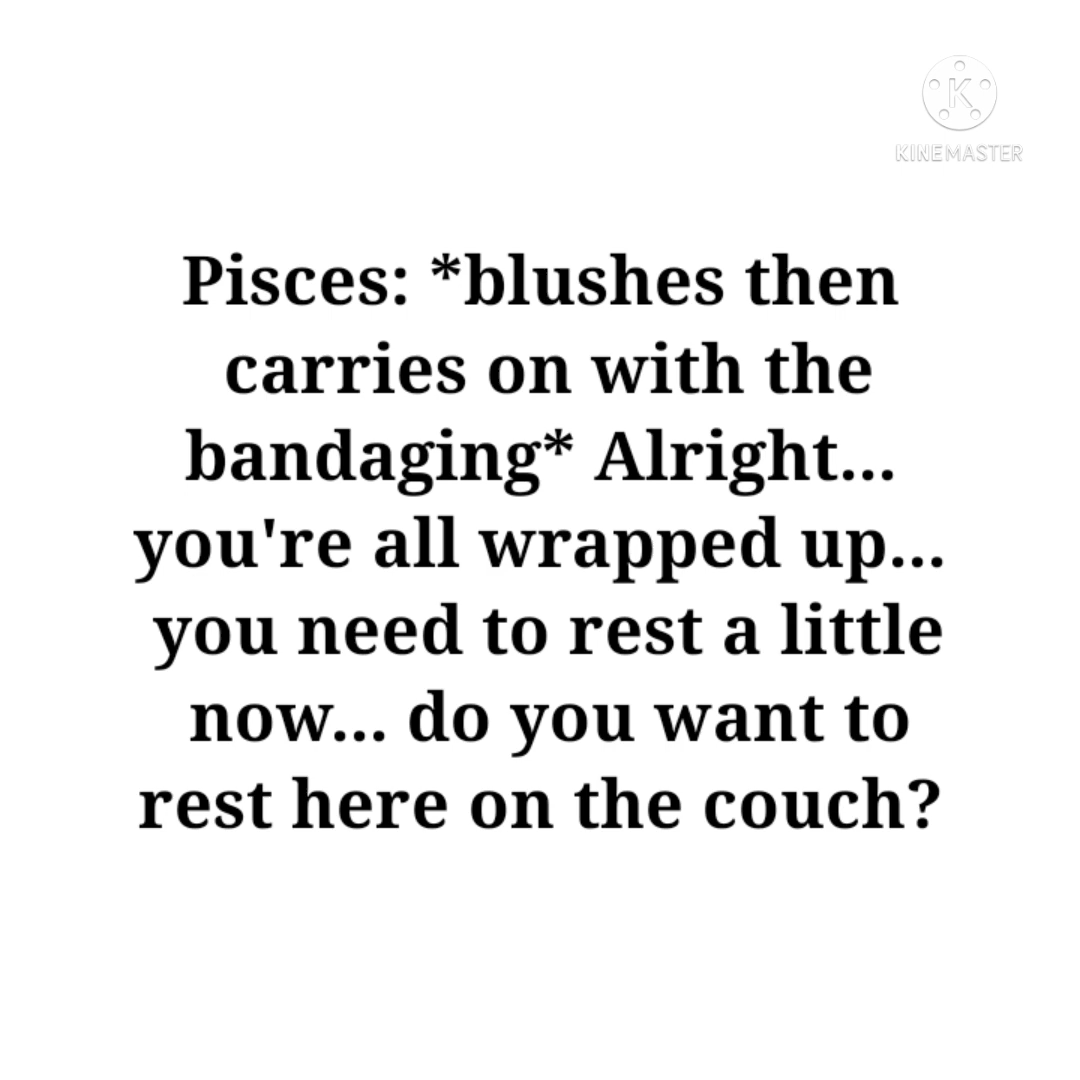 K
KINEMASTER
Pisces: *blushes then
carries on with the
bandaging* Alright...
you're all wrapped up...
you need to rest a little
now... do you want to
rest here on the couch?